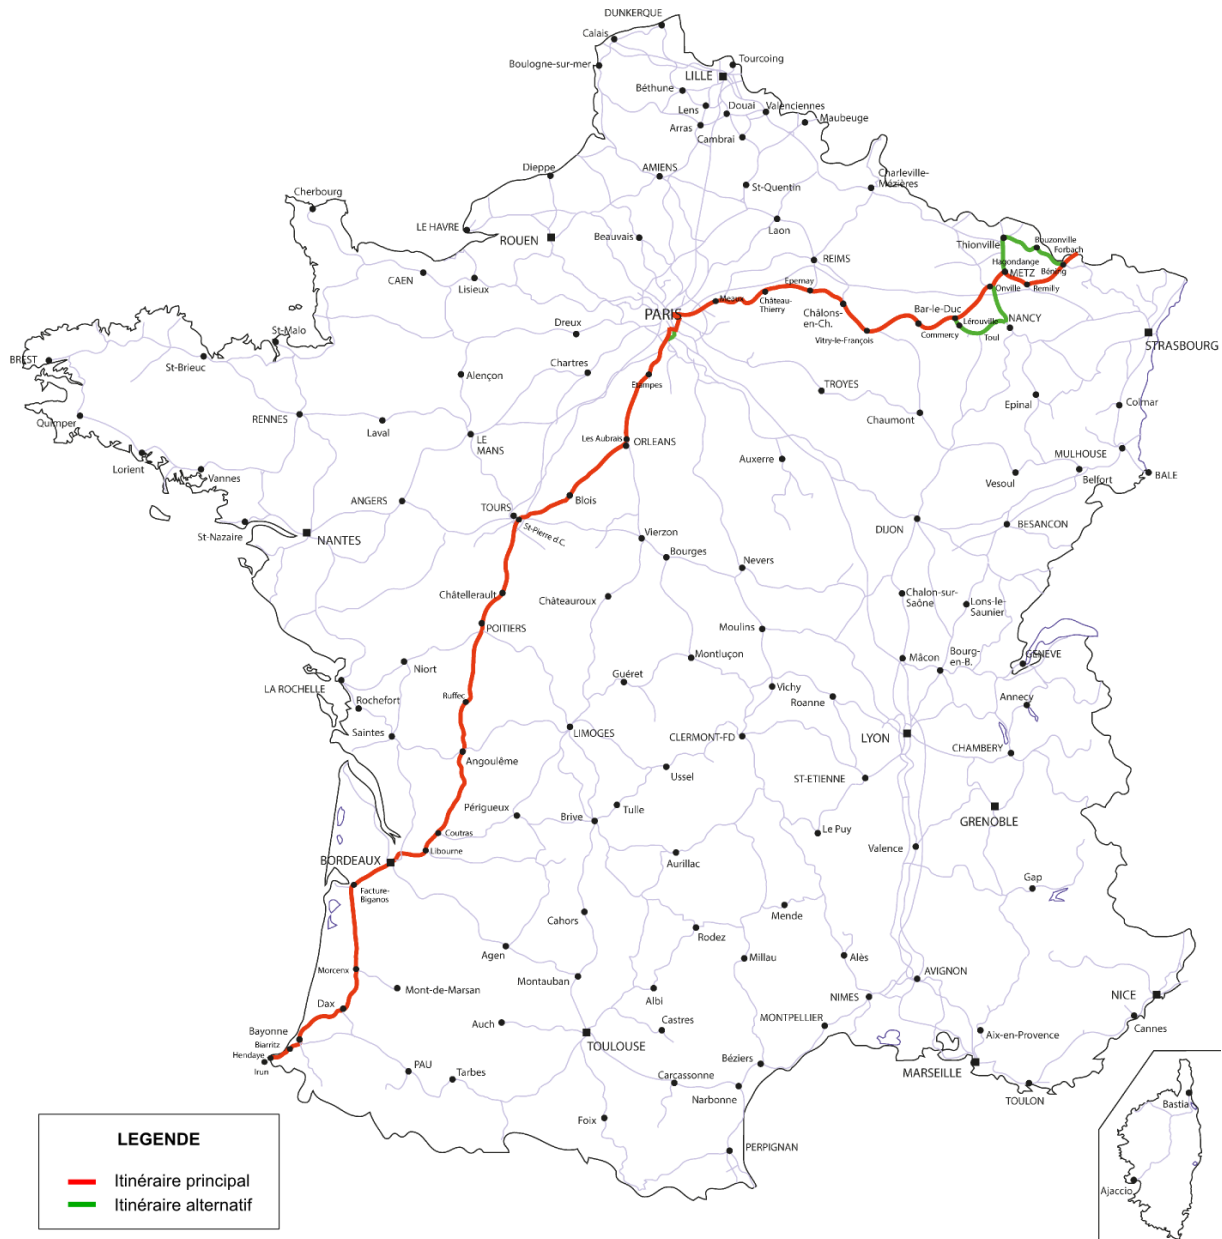 DUNKERQUE
Calais
Boulogne-sur-mer
Tourcoing
LILLE
Béthune
Lens
Douai
Valenciennes
Arras
Maubeuge
Cambrai
Dieppe
AMIENS
Charleville-
Mézières
St-Quentin
Cherbourg
LE HAVRE
ROUEN
Beauvais
Laon
Thionville
Bouzonville
Forbach
REIMS
Hagondange
METZ
Béning
CAEN
Lisieux
Epernay
Onville
Remilly
Meaux
Château-
Thierry
PARIS
Châlons-
en-Ch.
Bar-le-Duc
Lérouville
NANCY
Dreux
St-Malo
Vitry-le-François
Commercy
Toul
STRASBOURG
BREST
St-Brieuc
Chartres
Alençon
Etampes
TROYES
Epinal
Colmar
Quimper
RENNES
Laval
LE
MANS
Les Aubrais
ORLEANS
Chaumont
Auxerre
MULHOUSE
Lorient
Vannes
Vesoul
Belfort
BALE
ANGERS
Blois
TOURS
St-Pierre d.C.
St-Nazaire
NANTES
Vierzon
DIJON
BESANCON
Bourges
Nevers
Châtellerault
Châteauroux
Chalon-sur-
Saône
Lons-le-
Saunier
POITIERS
Moulins
Niort
Montluçon
Mâcon
Bourg-
en-B.
GENEVE
LA ROCHELLE
Guéret
Vichy
Rochefort
Ruffec
Roanne
Annecy
Saintes
LIMOGES
CLERMONT-FD
LYON
CHAMBERY
Angoulême
Ussel
ST-ETIENNE
Périgueux
Tulle
Brive
GRENOBLE
Coutras
Le Puy
BORDEAUX
Libourne
Aurillac
Valence
Facture-
Biganos
Gap
Cahors
Mende
Rodez
Agen
Millau
Alès
Morcenx
Montauban
AVIGNON
Mont-de-Marsan
Albi
NIMES
NICE
Dax
Auch
Castres
MONTPELLIER
Cannes
Bayonne
TOULOUSE
Aix-en-Provence
Biarritz
Hendaye
Irun
PAU
Tarbes
Béziers
MARSEILLE
Carcassonne
Narbonne
TOULON
Foix
Bastia
PERPIGNAN
Ajaccio
LEGENDE
Itinéraire principal
Itinéraire alternatif